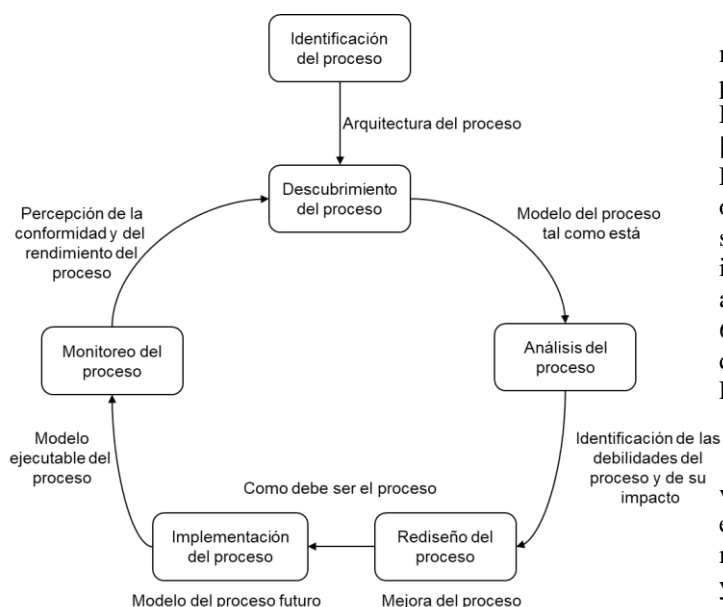 Identificación
del proceso
Arquitectura del proceso
Descubrimiento
del proceso
Percepción de la
conformidad y del
rendimiento del
proceso
Modelo del proceso
tal como está
Monitoreo del
proceso
Análisis del
proceso
Modelo
ejecutable del
proceso
Identificación de las
debilidades del
proceso y de su
impacto
Como debe ser el proceso
Implementación
del proceso
Rediseño del
proceso
Modelo del proceso futuro
Mejora del proceso